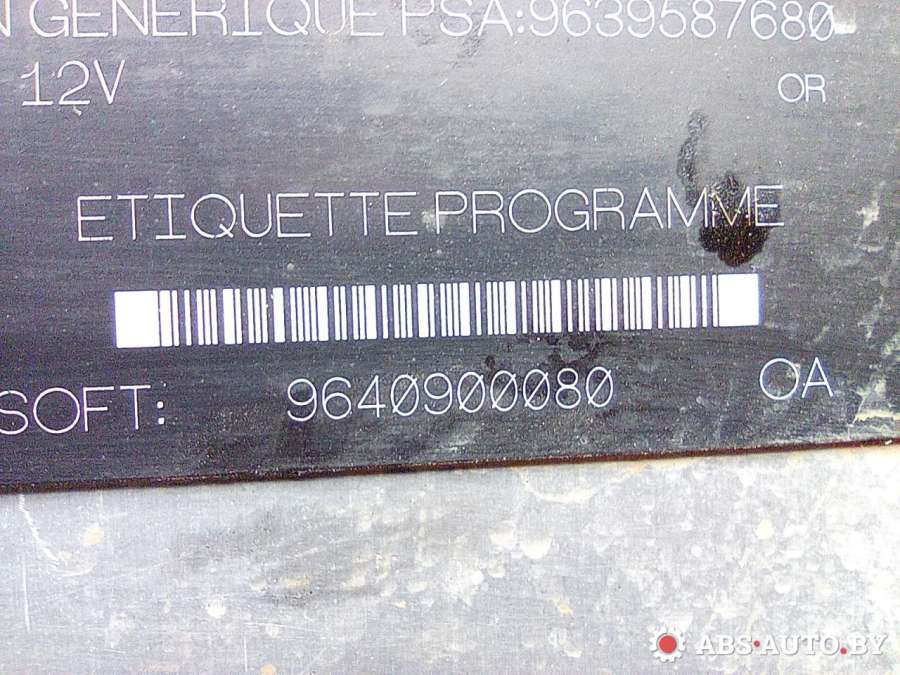 N GENERIQUE PSA:9639587680
12V OR
ETIQUETTE PROGRAMME
SOFT: 9640900080 OA
ABS-AUTO.BY